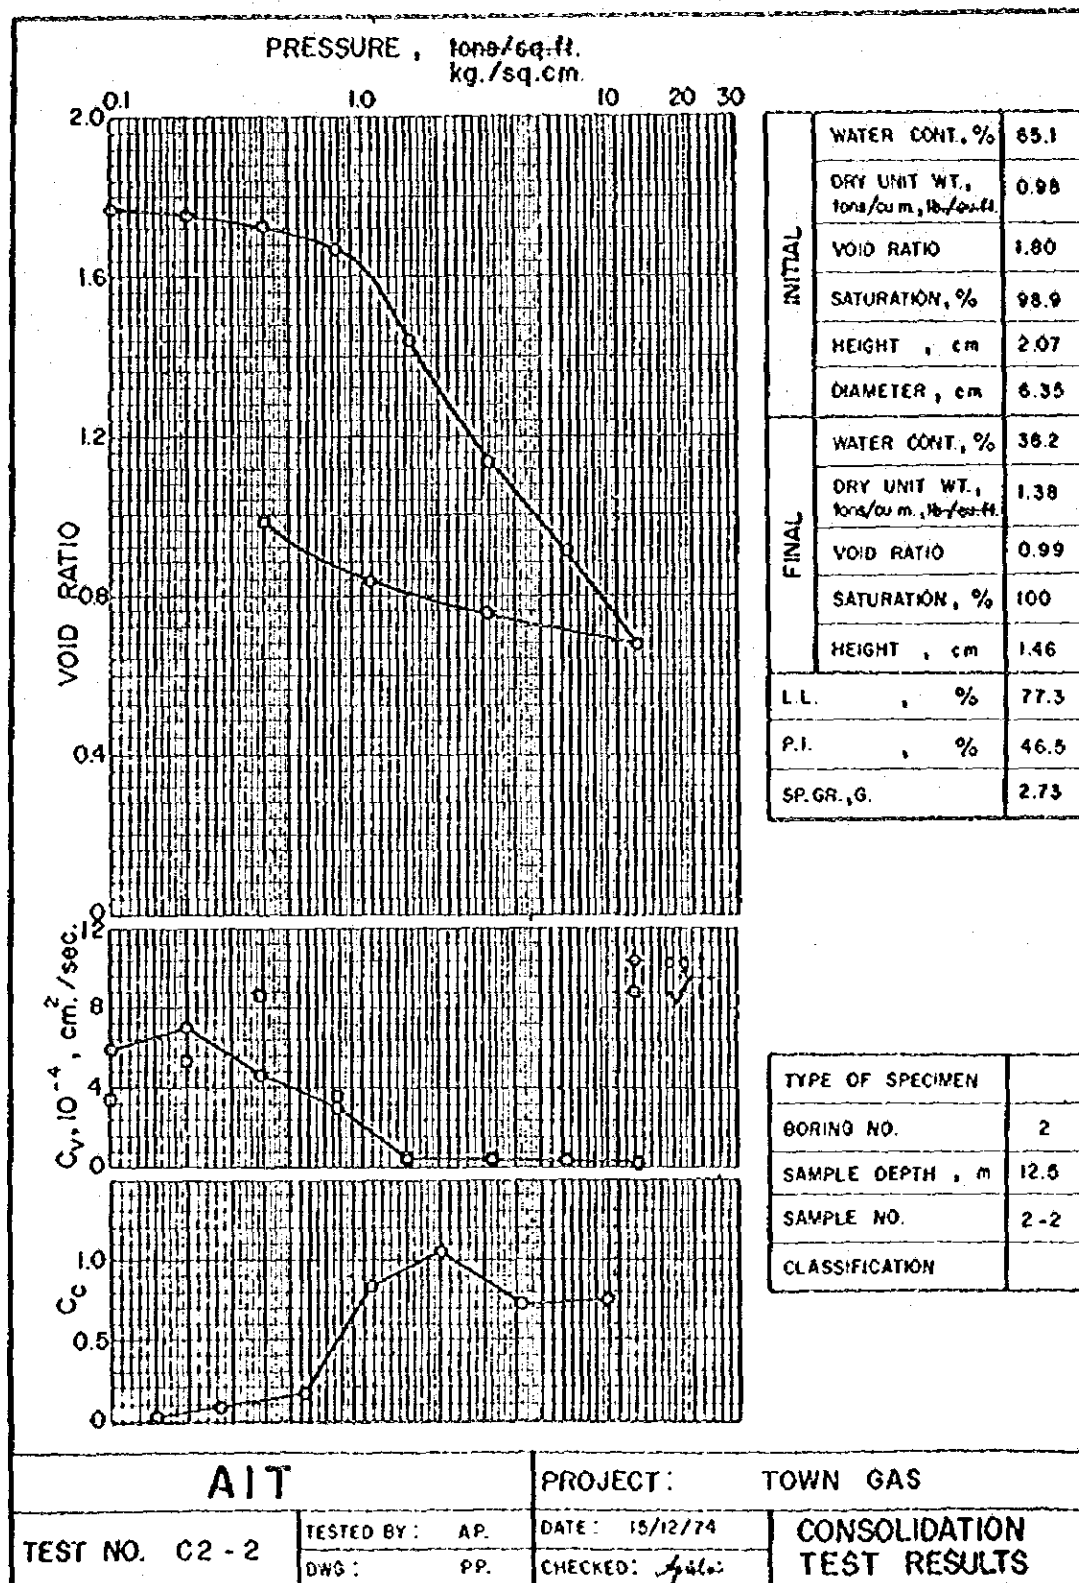 PRESSURE , tons/sq.ft.
kg./sq.cm.
0.1 1.0 10 20 30
2.0
1.6
1.2
0.8
0.4
0
VOID RATIO
12
8
4
0
Cv, 10-4, cm.2/sec.
1.0
0.5
0
Cc
INITIAL
WATER CONT., % 65.1
DRY UNIT WT., tons/cu m., lb./cu.ft. 0.98
VOID RATIO 1.80
SATURATION, % 98.9
HEIGHT , cm 2.07
DIAMETER , cm 6.35
FINAL
WATER CONT., % 36.2
DRY UNIT WT., tons/cu m., lb./cu.ft. 1.38
VOID RATIO 0.99
SATURATION, % 100
HEIGHT , cm 1.46
L.L. , % 77.3
P.I. , % 46.5
SP. GR., G. 2.73
TYPE OF SPECIMEN
BORING NO. 2
SAMPLE DEPTH , m 12.5
SAMPLE NO. 2-2
CLASSIFICATION
AIT
PROJECT: TOWN GAS
TEST NO. C2-2
TESTED BY: AP.
DWG: PP.
DATE: 15/12/74
CHECKED:
CONSOLIDATION
TEST RESULTS